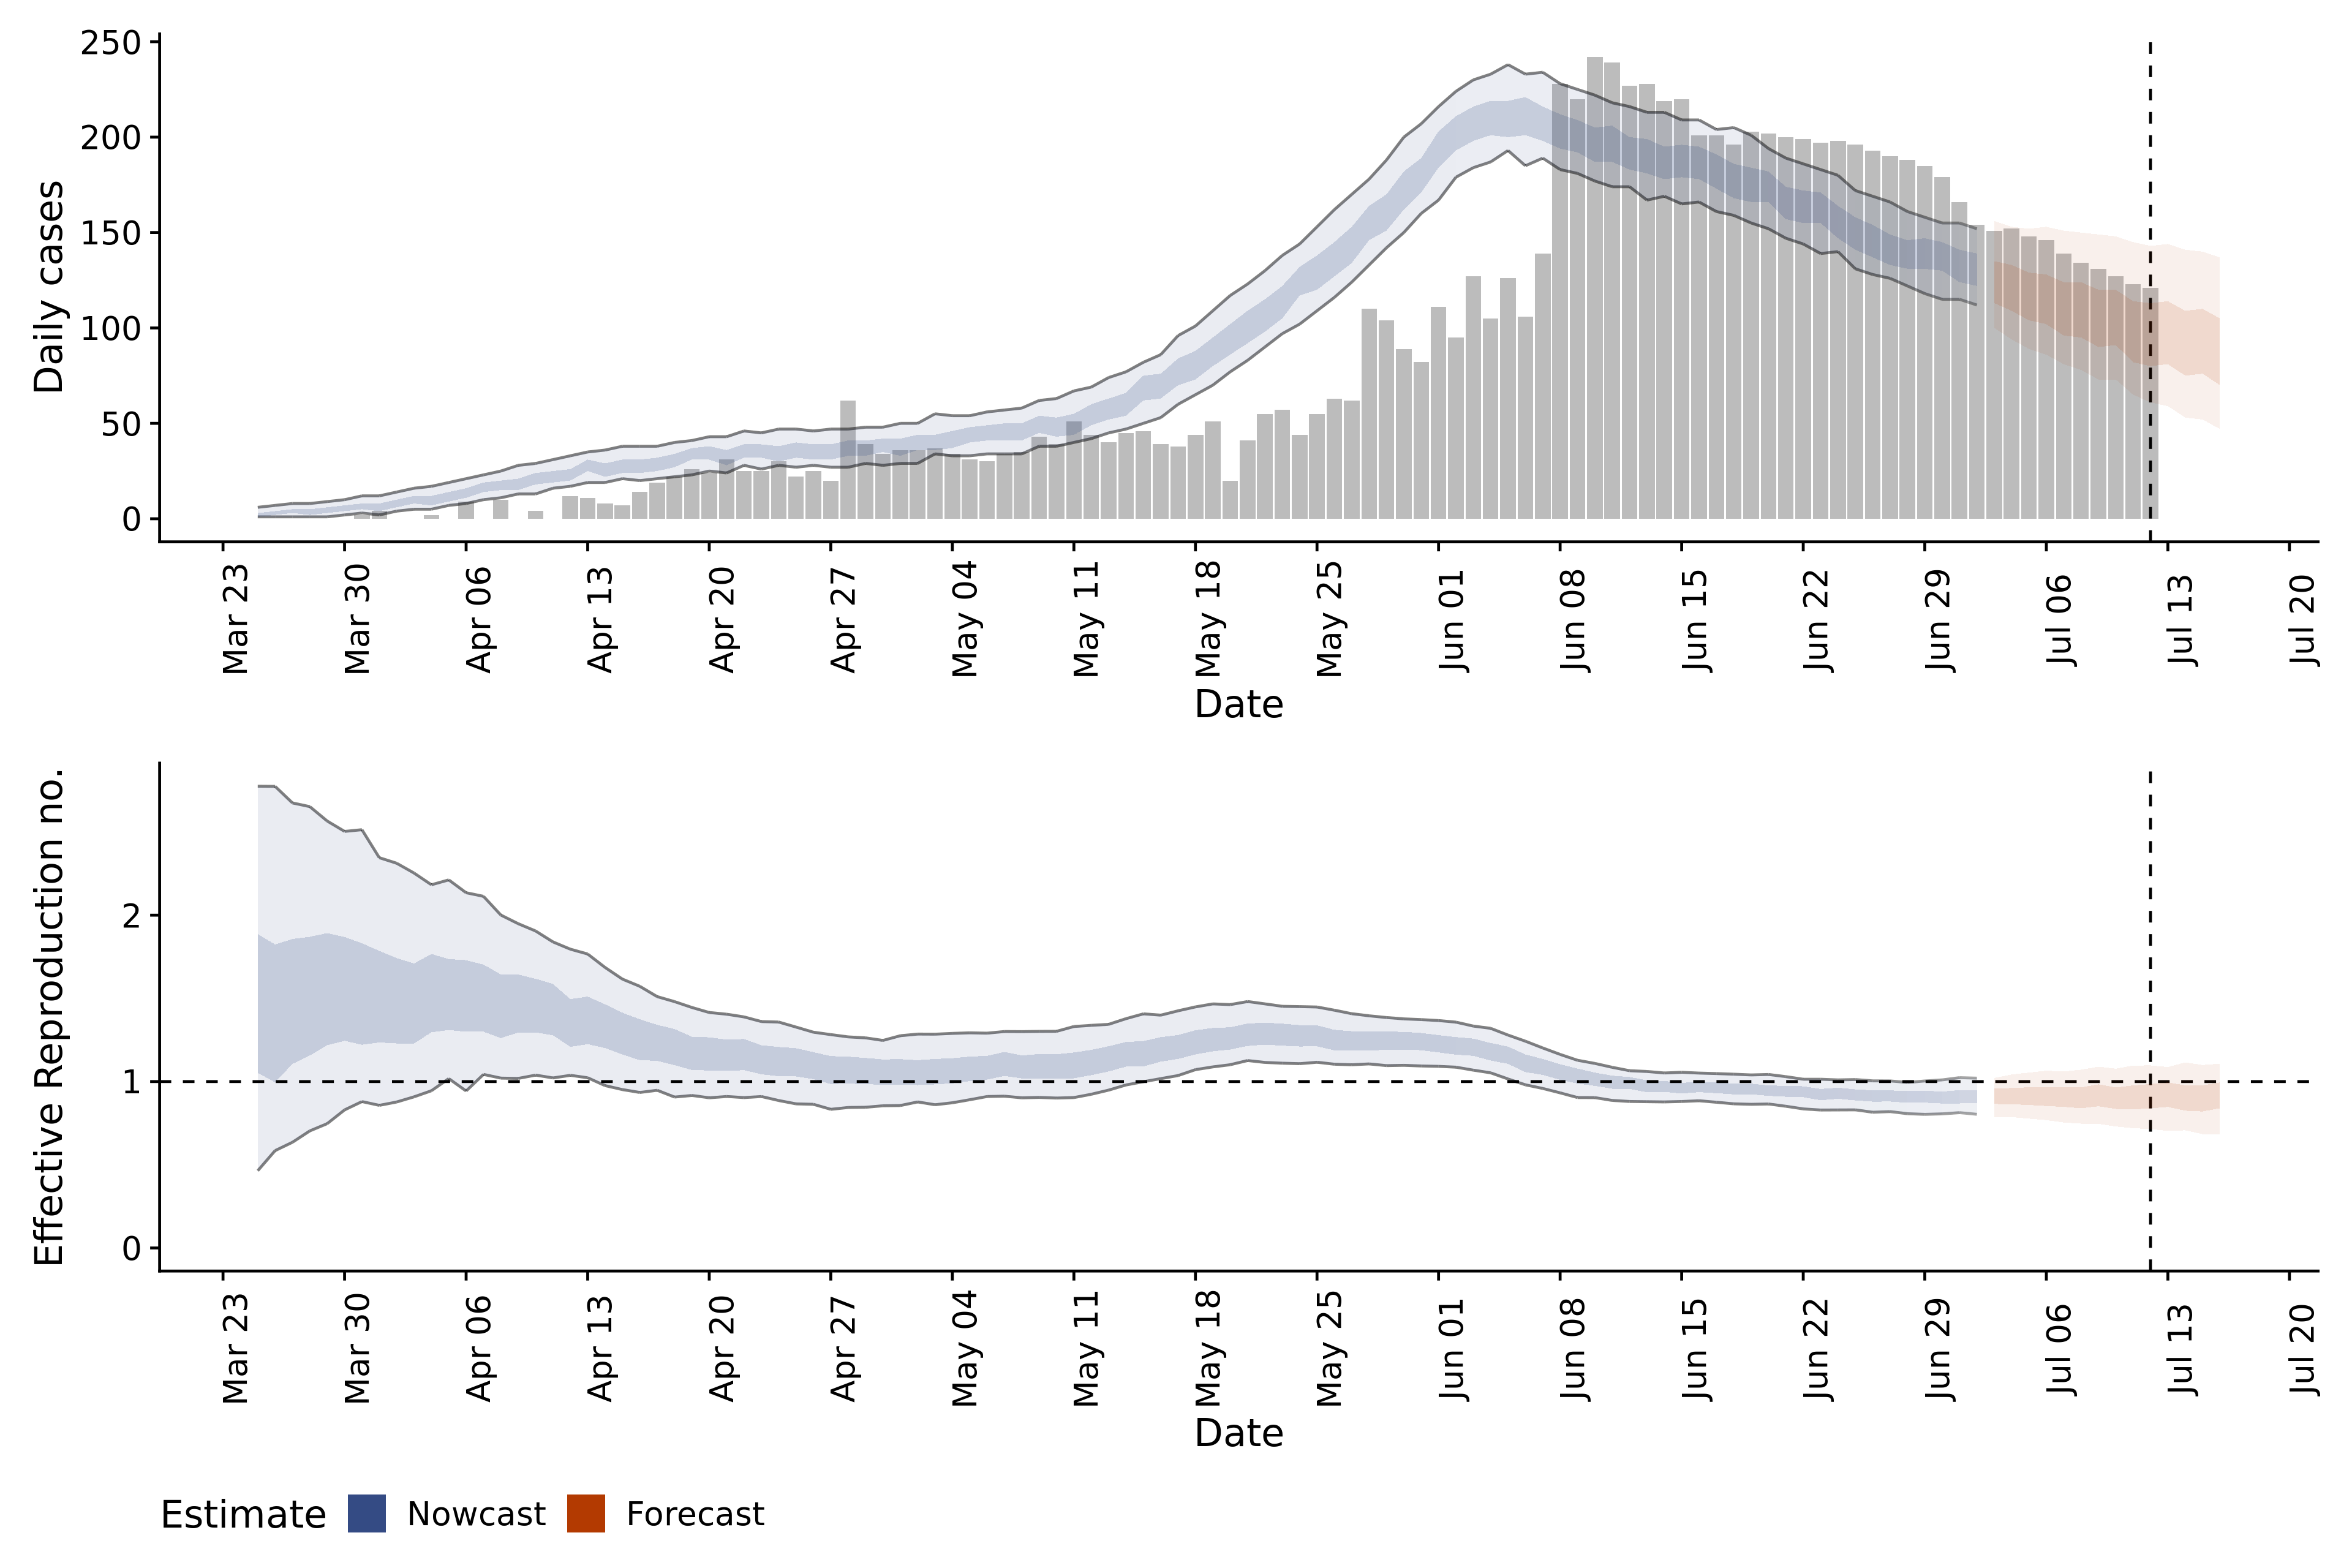 250
200
150
100
50
0
Daily cases
Mar 23
Mar 30
Apr 06
Apr 13
Apr 20
Apr 27
May 04
May 11
May 18
May 25
Jun 01
Jun 08
Jun 15
Jun 22
Jun 29
Jul 06
Jul 13
Jul 20
Date
2
1
0
Effective Reproduction no.
Mar 23
Mar 30
Apr 06
Apr 13
Apr 20
Apr 27
May 04
May 11
May 18
May 25
Jun 01
Jun 08
Jun 15
Jun 22
Jun 29
Jul 06
Jul 13
Jul 20
Date
Estimate Nowcast Forecast